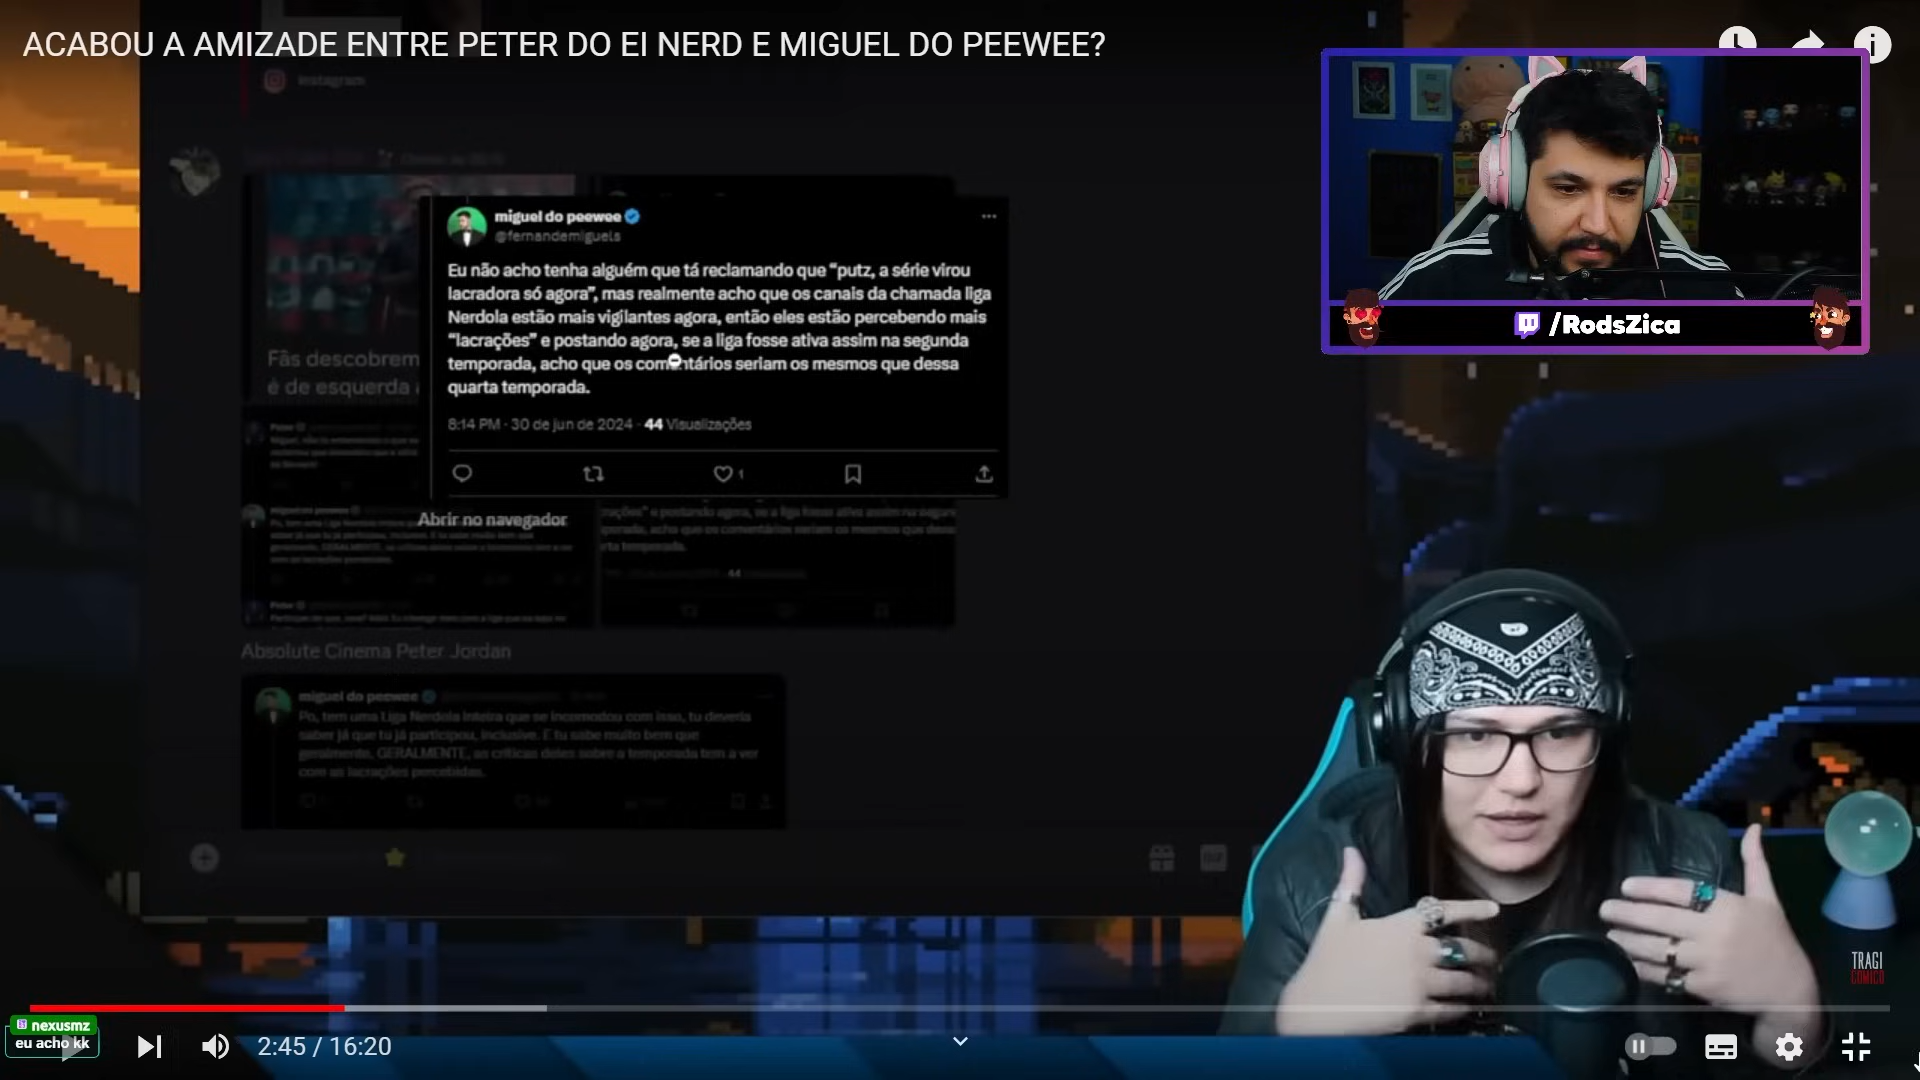 ACABOU A AMIZADE ENTRE PETER DO EI NERD E MIGUEL DO PEEWEE?
Instagram
miguel do peewee
@fernandemiguels
Eu não acho tenha alguém que tá reclamando que “putz, a série virou
lacradora só agora”, mas realmente acho que os canais da chamada liga
Nerdola estão mais vigilantes agora, então eles estão percebendo mais
“lacrações” e postando agora, se a liga fosse ativa assim na segunda
temporada, acho que os comentários seriam os mesmos que dessa
quarta temporada.
8:14 PM · 30 de jun de 2024 · 44 Visualizações
1
/RodsZica
Fãs descobrem
é de esquerda
Abrir no navegador
Absolute Cinema Peter Jordan
miguel do peewee
Po, tem uma Liga Nerdola inteira que se incomodou com isso, tu deveria
saber já que tu já participou, inclusive. E tu sabe muito bem que
geralmente, GERALMENTE, as críticas deles sobre a temporada tem a ver
com as lacrações percebidas.
TRAGI
CÔMICO
nexusmz
eu acho kk
2:45 / 16:20